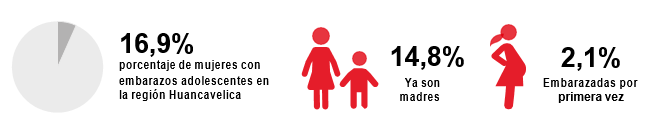 16,9%
porcentaje de mujeres con
embarazos adolescentes en
la región Huancavelica
14,8%
Ya son
madres
2,1%
Embarazadas por
primera vez